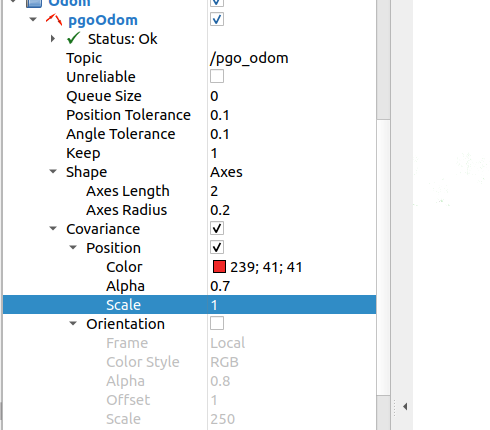 Odom
pgoOdom
Status: Ok
Topic /pgo_odom
Unreliable
Queue Size 0
Position Tolerance 0.1
Angle Tolerance 0.1
Keep 1
Shape Axes
Axes Length 2
Axes Radius 0.2
Covariance
Position
Color 239; 41; 41
Alpha 0.7
Scale 1
Orientation
Frame Local
Color Style RGB
Alpha 0.8
Offset 1
Scale 250